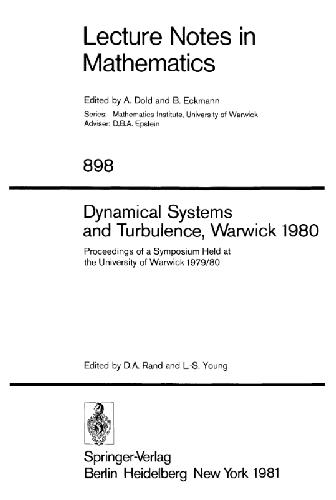 Lecture Notes in
Mathematics
Edited by A. Dold and B. Eckmann
Series: Mathematics Institute, University of Warwick
Adviser: D.B.A. Epstein
898
Dynamical Systems
and Turbulence, Warwick 1980
Proceedings of a Symposium Held at
the University of Warwick 1979/80
Edited by D.A. Rand and L.-S. Young
Springer-Verlag
Berlin Heidelberg New York 1981